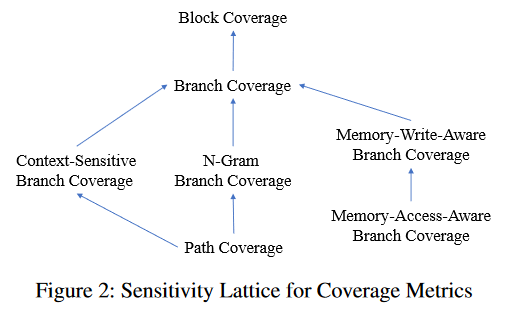 Block Coverage
Branch Coverage
Context-Sensitive
Branch Coverage
N-Gram
Branch Coverage
Memory-Write-Aware
Branch Coverage
Memory-Access-Aware
Branch Coverage
Path Coverage
Figure 2: Sensitivity Lattice for Coverage Metrics